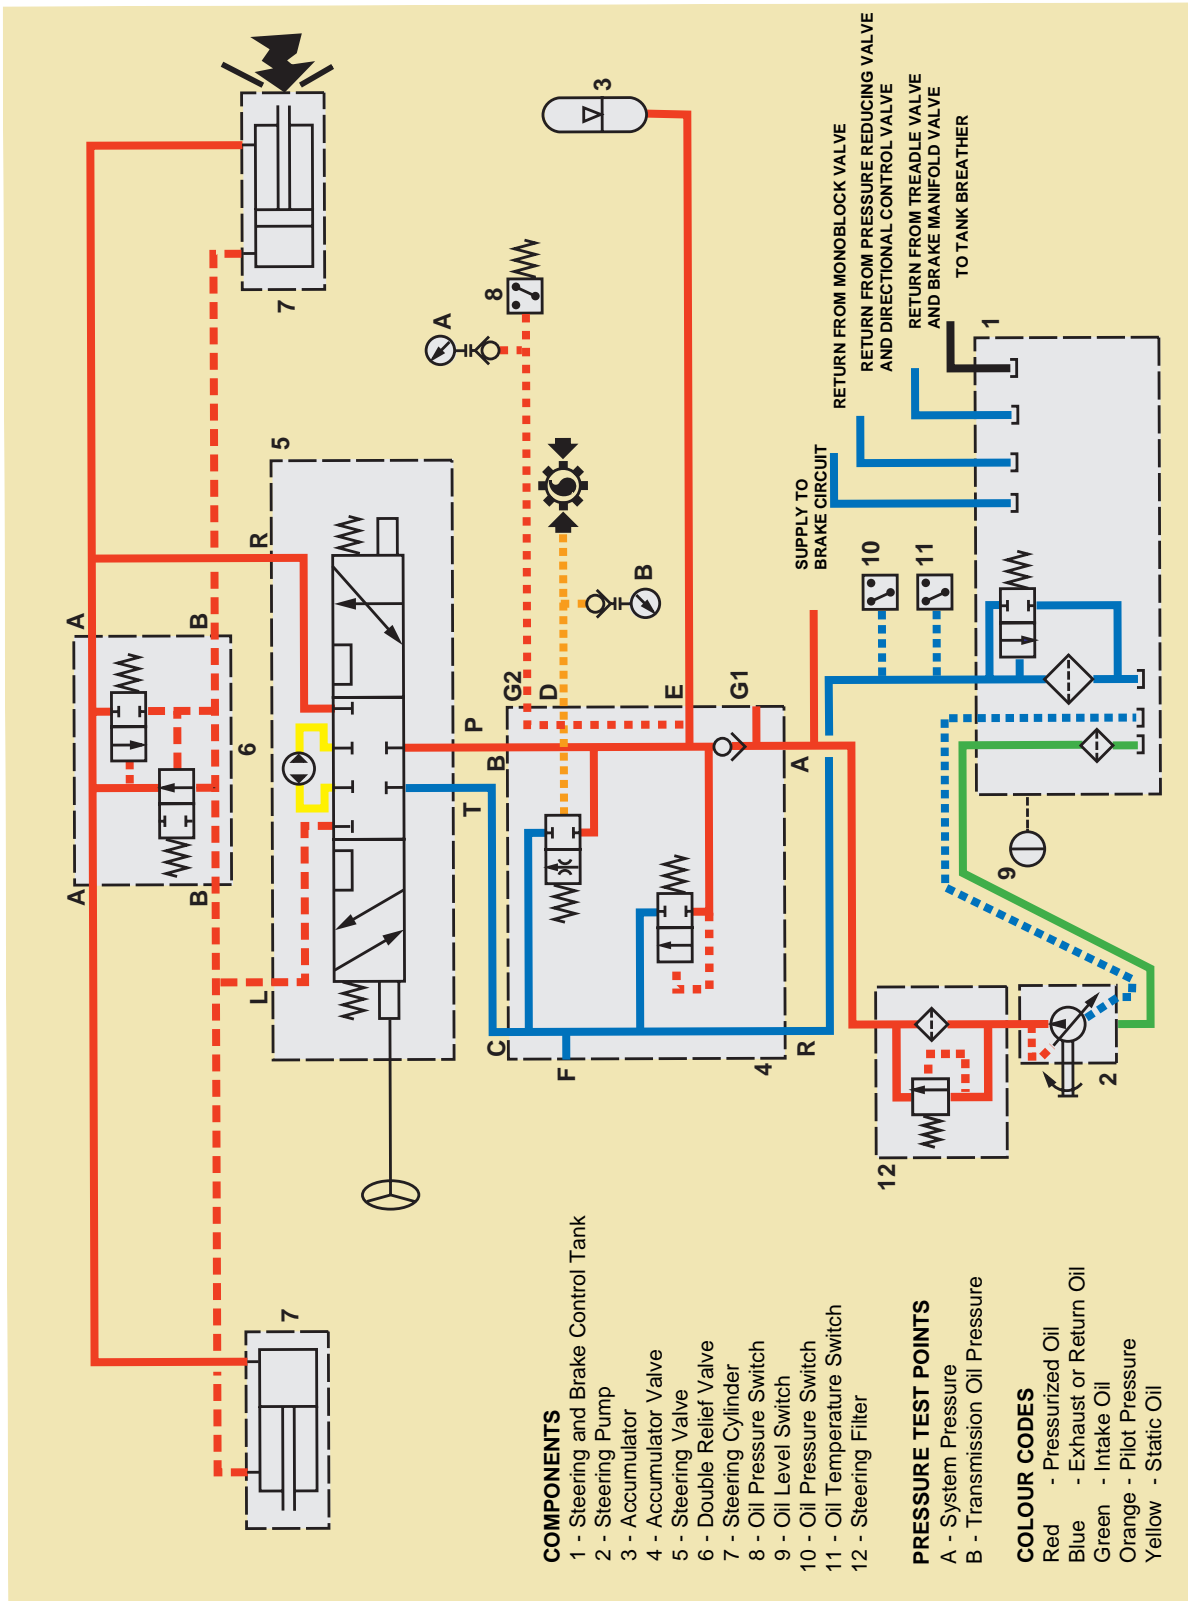 A
A
B
B
6
L
R
5
7
7
A
T
P
8
C
B
G2
D
F
3
B
E
G1
4
A
R
SUPPLY TO
BRAKE CIRCUIT
RETURN FROM MONOBLOCK VALVE
RETURN FROM PRESSURE REDUCING VALVE
AND DIRECTIONAL CONTROL VALVE
RETURN FROM TREADLE VALVE
AND BRAKE MANIFOLD VALVE
TO TANK BREATHER
10
11
12
9
1
2
COMPONENTS
1 - Steering and Brake Control Tank
2 - Steering Pump
3 - Accumulator
4 - Accumulator Valve
5 - Steering Valve
6 - Double Relief Valve
7 - Steering Cylinder
8 - Oil Pressure Switch
9 - Oil Level Switch
10 - Oil Pressure Switch
11 - Oil Temperature Switch
12 - Steering Filter
PRESSURE TEST POINTS
A - System Pressure
B - Transmission Oil Pressure
COLOUR CODES
Red - Pressurized Oil
Blue - Exhaust or Return Oil
Green - Intake Oil
Orange - Pilot Pressure
Yellow - Static Oil